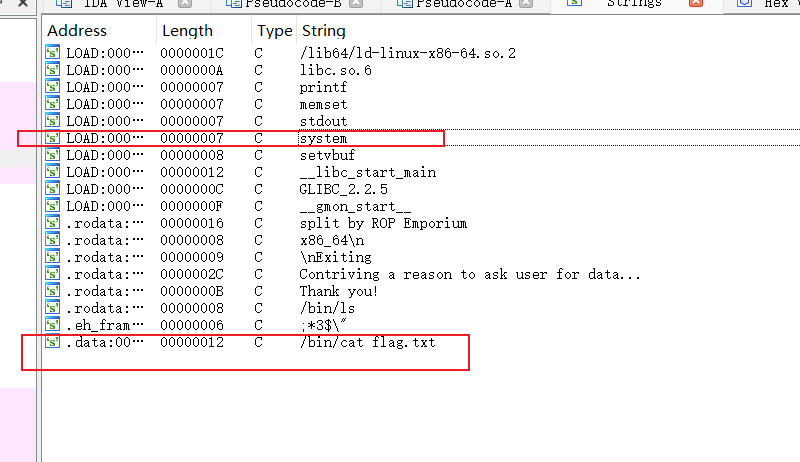 IDA View-A Pseudocode-B Pseudocode-A Strings Hex
Address Length Type String
's' LOAD:000… 0000001C C /lib64/ld-linux-x86-64.so.2
's' LOAD:000… 0000000A C libc.so.6
's' LOAD:000… 00000007 C printf
's' LOAD:000… 00000007 C memset
's' LOAD:000… 00000007 C stdout
's' LOAD:000… 00000007 C system
's' LOAD:000… 00000008 C setvbuf
's' LOAD:000… 00000012 C __libc_start_main
's' LOAD:000… 0000000C C GLIBC_2.2.5
's' LOAD:000… 0000000F C __gmon_start__
's' .rodata:… 00000016 C split by ROP Emporium
's' .rodata:… 00000008 C x86_64\n
's' .rodata:… 00000009 C \nExiting
's' .rodata:… 0000002C C Contriving a reason to ask user for data...
's' .rodata:… 0000000B C Thank you!
's' .rodata:… 00000008 C /bin/ls
's' .eh_fram… 00000006 C ;*3$\"
's' .data:00… 00000012 C /bin/cat flag.txt